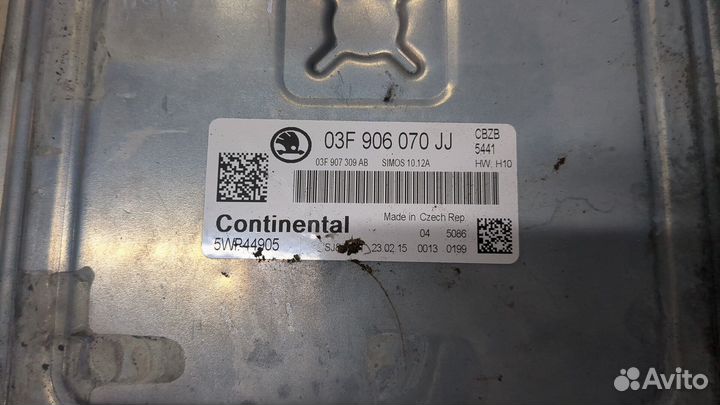 03F 906 070 JJ CBZB
5441
03F 907 309 AB SIMOS 10.12A HW: H10
Continental Made in Czech Rep
04 5086
5WP44905 23 02 15 0013 0199
Avito